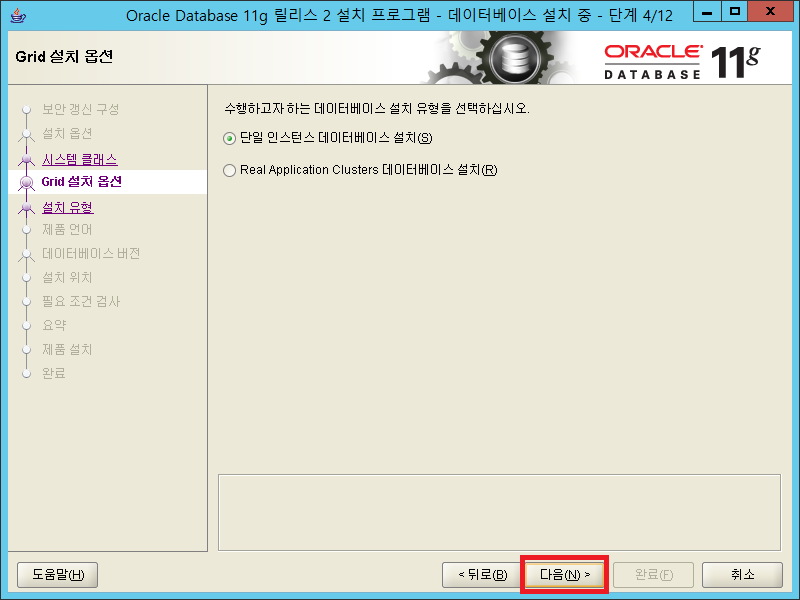 Oracle Database 11g 릴리스 2 설치 프로그램 - 데이터베이스 설치 중 - 단계 4/12
Grid 설치 옵션
ORACLE
DATABASE 11g
보안 갱신 구성
설치 옵션
시스템 클래스
Grid 설치 옵션
설치 유형
제품 언어
데이터베이스 버전
설치 위치
필요 조건 검사
요약
제품 설치
완료
수행하고자 하는 데이터베이스 설치 유형을 선택하십시오.
단일 인스턴스 데이터베이스 설치(S)
Real Application Clusters 데이터베이스 설치(R)
도움말(H)
< 뒤로(B)
다음(N) >
완료(F)
취소